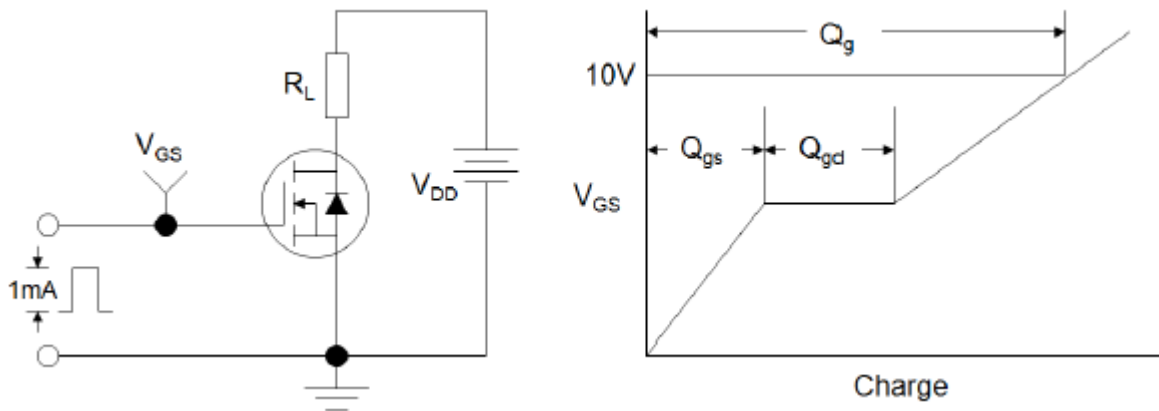 R_L
V_GS
V_DD
1mA
Q_g
10V
Q_gs
Q_gd
V_GS
Charge